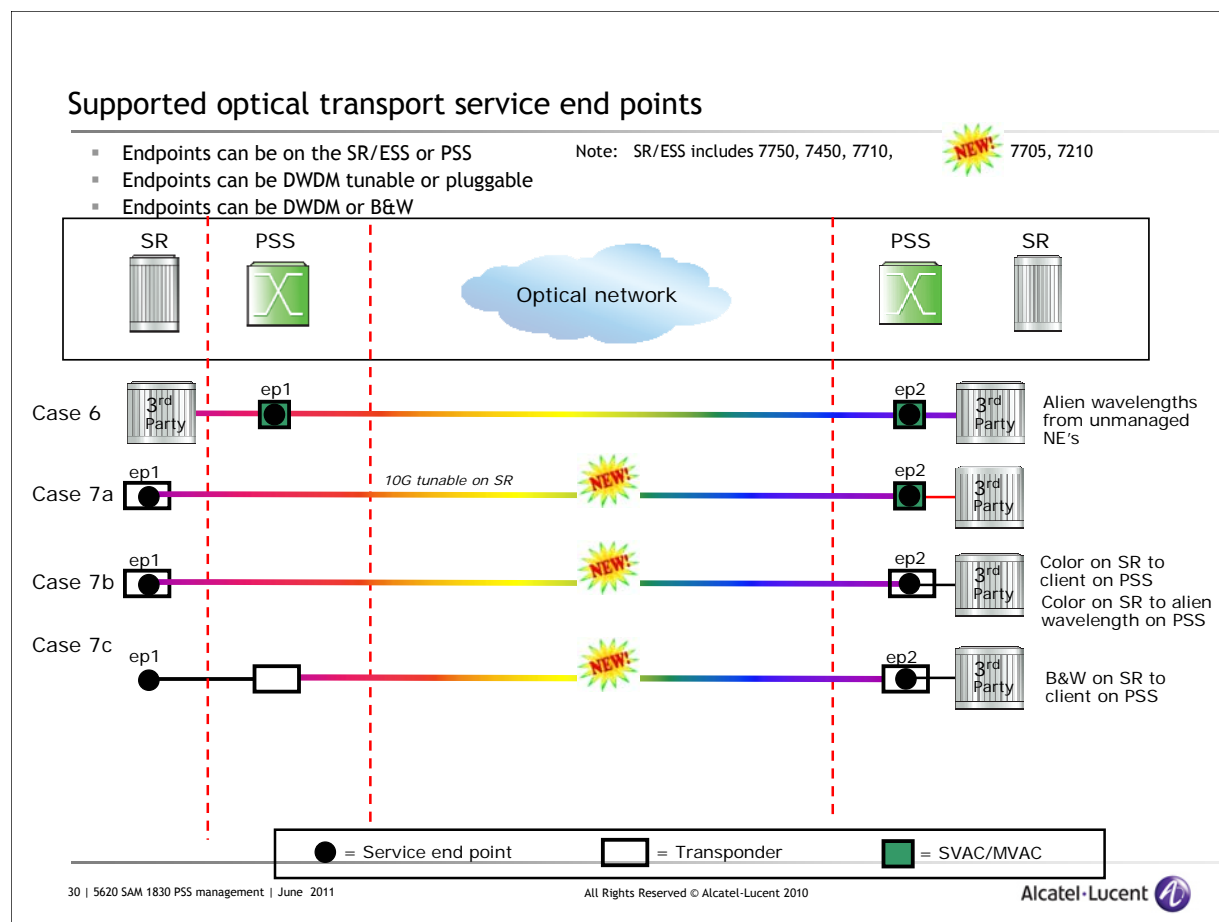 Supported optical transport service end points
▪ Endpoints can be on the SR/ESS or PSS
▪ Endpoints can be DWDM tunable or pluggable
▪ Endpoints can be DWDM or B&W
Note: SR/ESS includes 7750, 7450, 7710, NEW! 7705, 7210
SR PSS PSS SR
Optical network
Case 6
3rd Party
ep1
ep2
3rd Party
Alien wavelengths
from unmanaged
NE's
Case 7a
ep1
10G tunable on SR
NEW!
ep2
3rd Party
Case 7b
ep1
NEW!
ep2
3rd Party
Color on SR to
client on PSS
Color on SR to alien
wavelength on PSS
Case 7c
ep1
NEW!
ep2
3rd Party
B&W on SR to
client on PSS
= Service end point = Transponder = SVAC/MVAC
30 | 5620 SAM 1830 PSS management | June 2011
All Rights Reserved © Alcatel-Lucent 2010
Alcatel·Lucent